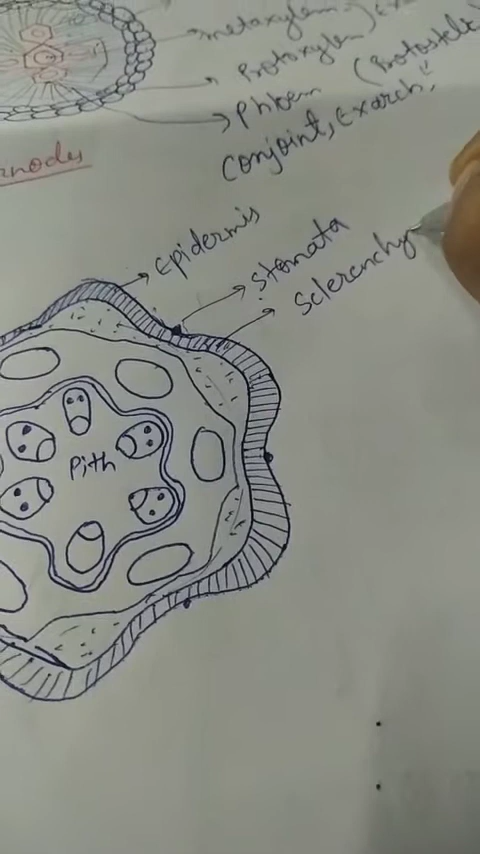 metaxylem
Protoxylem
Phloem (Protostele
Conjoint, Exarch.
Epidermis
Stomata
Sclerenchy
Pith